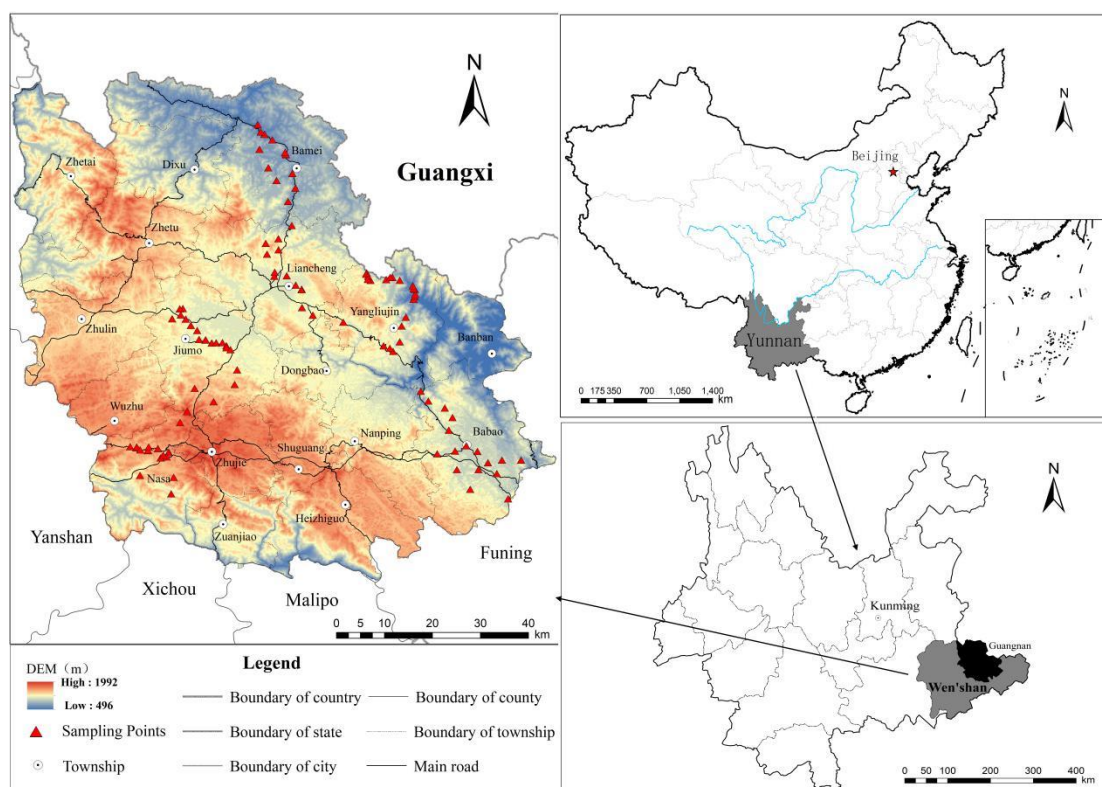 N
Guangxi
Zhetai
Dixu
Bamei
Zhetu
Liancheng
Zhulin
Yangliujin
Jiumo
Banban
Dongbao
Wuzhu
Nanping
Babao
Shuguang
Zhujie
Nasa
Heizhiguo
Zuanjiao
Yanshan
Funing
Xichou
Malipo
0 5 10 20 30 40
km
DEM（m）
High : 1992
Low : 496
Legend
Sampling Points
Township
Boundary of country
Boundary of state
Boundary of city
Boundary of county
Boundary of township
Main road
N
Beijing
Yunnan
0 175 350 700 1,050 1,400
km
N
Kunming
Guangnan
Wen'shan
0 50 100 200 300 400
km